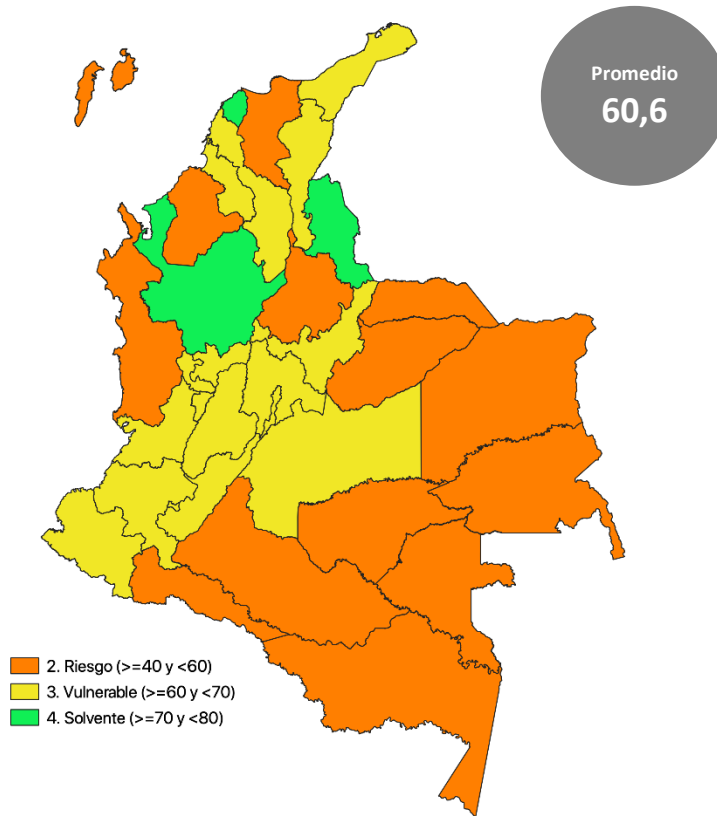 Promedio
60,6
2. Riesgo (>=40 y <60)
3. Vulnerable (>=60 y <70)
4. Solvente (>=70 y <80)